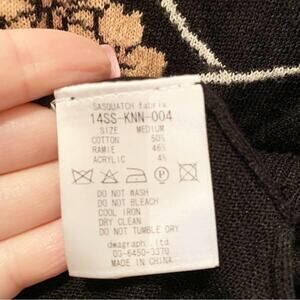 SASQUATCH fabrix.
14SS-KNN-004
SIZE MEDIUM
COTTON 50%
RAMIE 46%
ACRYLIC 4%
P
DO NOT WASH
DO NOT BLEACH
COOL IRON
DRY CLEAN
DO NOT TUMBLE DRY
dwagraph .ltd
03-6450-3370
MADE IN CHINA